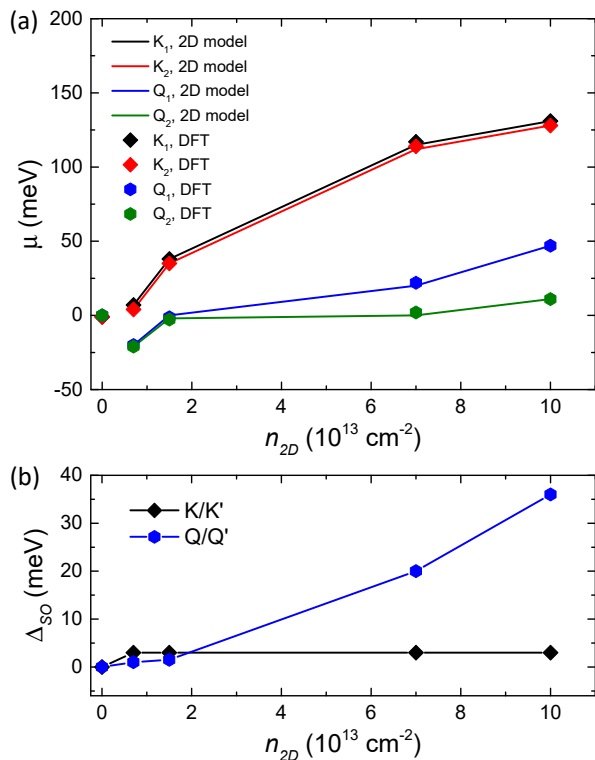 (a)
200
150
100
50
0
-50
μ (meV)
K₁, 2D model
K₂, 2D model
Q₁, 2D model
Q₂, 2D model
K₁, DFT
K₂, DFT
Q₁, DFT
Q₂, DFT
0 2 4 6 8 10
n₂D (10¹³ cm⁻²)
(b)
40
30
20
10
0
Δ_SO (meV)
K/K'
Q/Q'
0 2 4 6 8 10
n₂D (10¹³ cm⁻²)